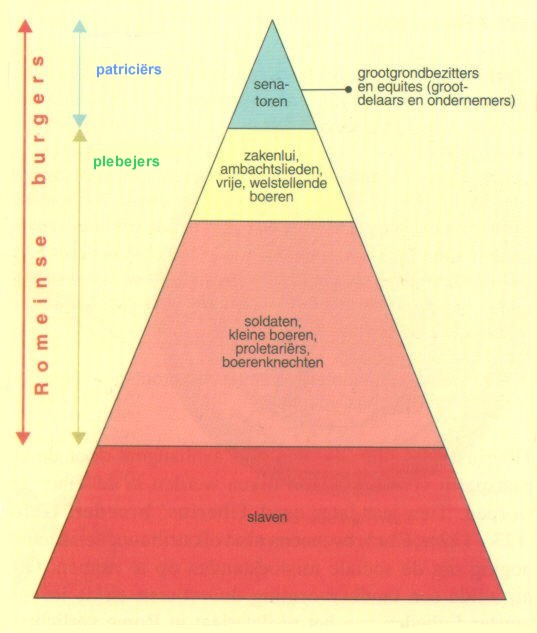 Romeinse burgers
patriciërs
plebejers
sena-
toren
grootgrondbezitters
en equites (groot-
delaars en ondernemers)
zakenlui,
ambachtslieden,
vrije, welstellende
boeren
soldaten,
kleine boeren,
proletariërs,
boerenknechten
slaven